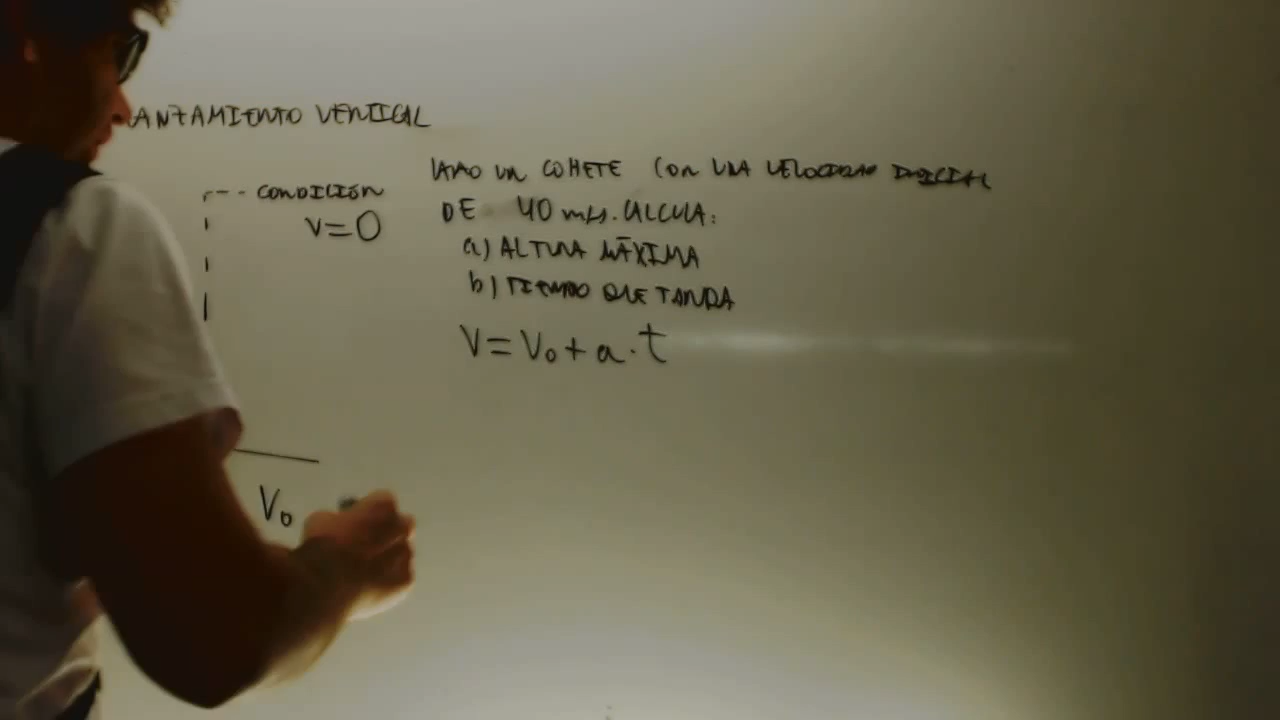 LANZAMIENTO VERTICAL
CONDICIÓN
V=0
LANZO UN COHETE CON UNA VELOCIDAD INICIAL
DE 40 m/s. CALCULA:
a) ALTURA MÁXIMA
b) TIEMPO QUE TARDA
V=V₀+a·t
V₀